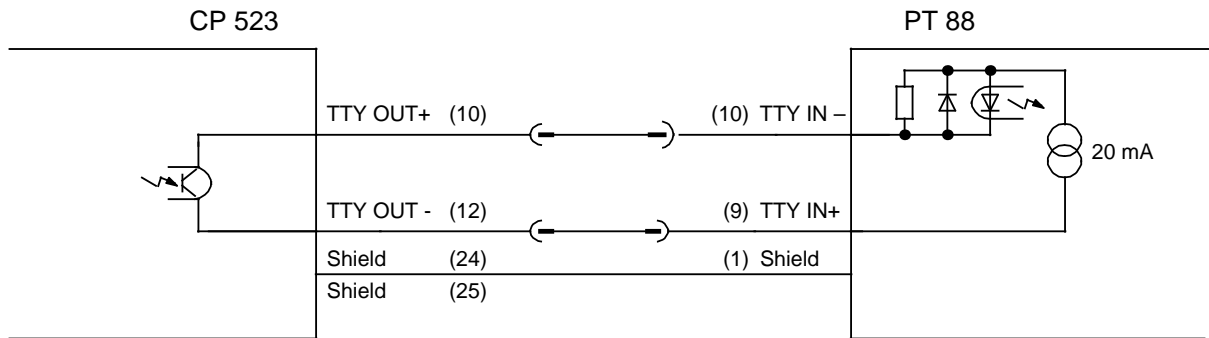 CP 523 PT 88
TTY OUT+ (10) (10) TTY IN –
20 mA
TTY OUT - (12) (9) TTY IN+
Shield (24) (1) Shield
Shield (25)